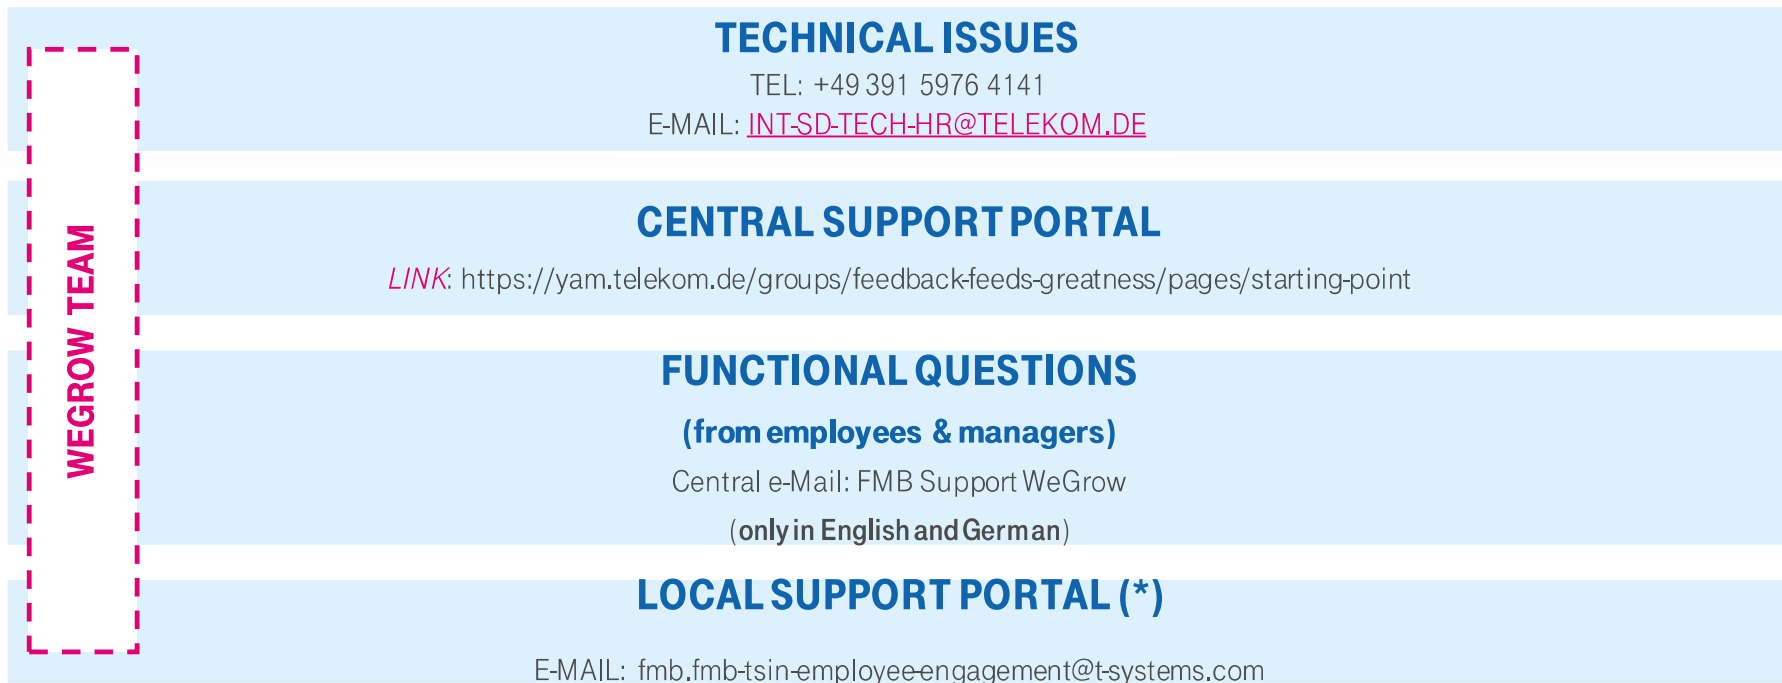 WEGROW TEAM
TECHNICAL ISSUES
TEL: +49 391 5976 4141
E-MAIL: INT-SD-TECH-HR@TELEKOM.DE
CENTRAL SUPPORT PORTAL
LINK: https://yam.telekom.de/groups/feedback-feeds-greatness/pages/starting-point
FUNCTIONAL QUESTIONS
(from employees & managers)
Central e-Mail: FMB Support WeGrow
(only in English and German)
LOCAL SUPPORT PORTAL (*)
E-MAIL: fmb.fmb-tsin-employee-engagement@t-systems.com